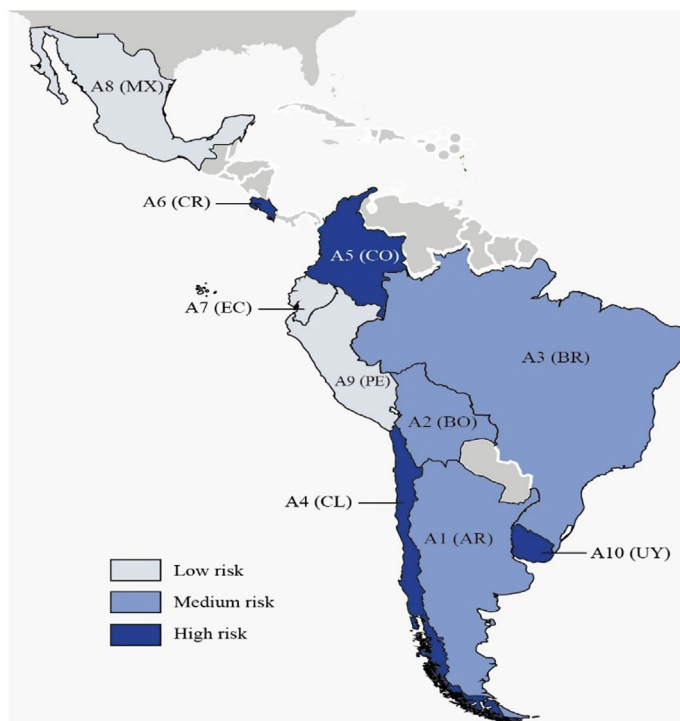 A8 (MX)
A6 (CR)
A5 (CO)
A7 (EC)
A3 (BR)
A9 (PE)
A2 (BO)
A4 (CL)
A1 (AR)
A10 (UY)
Low risk
Medium risk
High risk